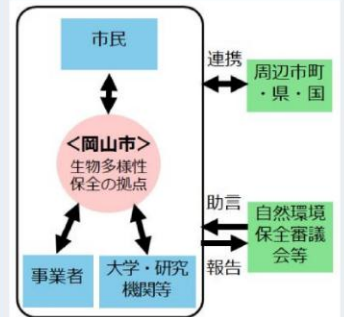 市民
連携
周辺市町
・県・国
<岡山市>
生物多様性
保全の拠点
助言
自然環境
保全審議
会等
報告
事業者
大学・研究
機関等